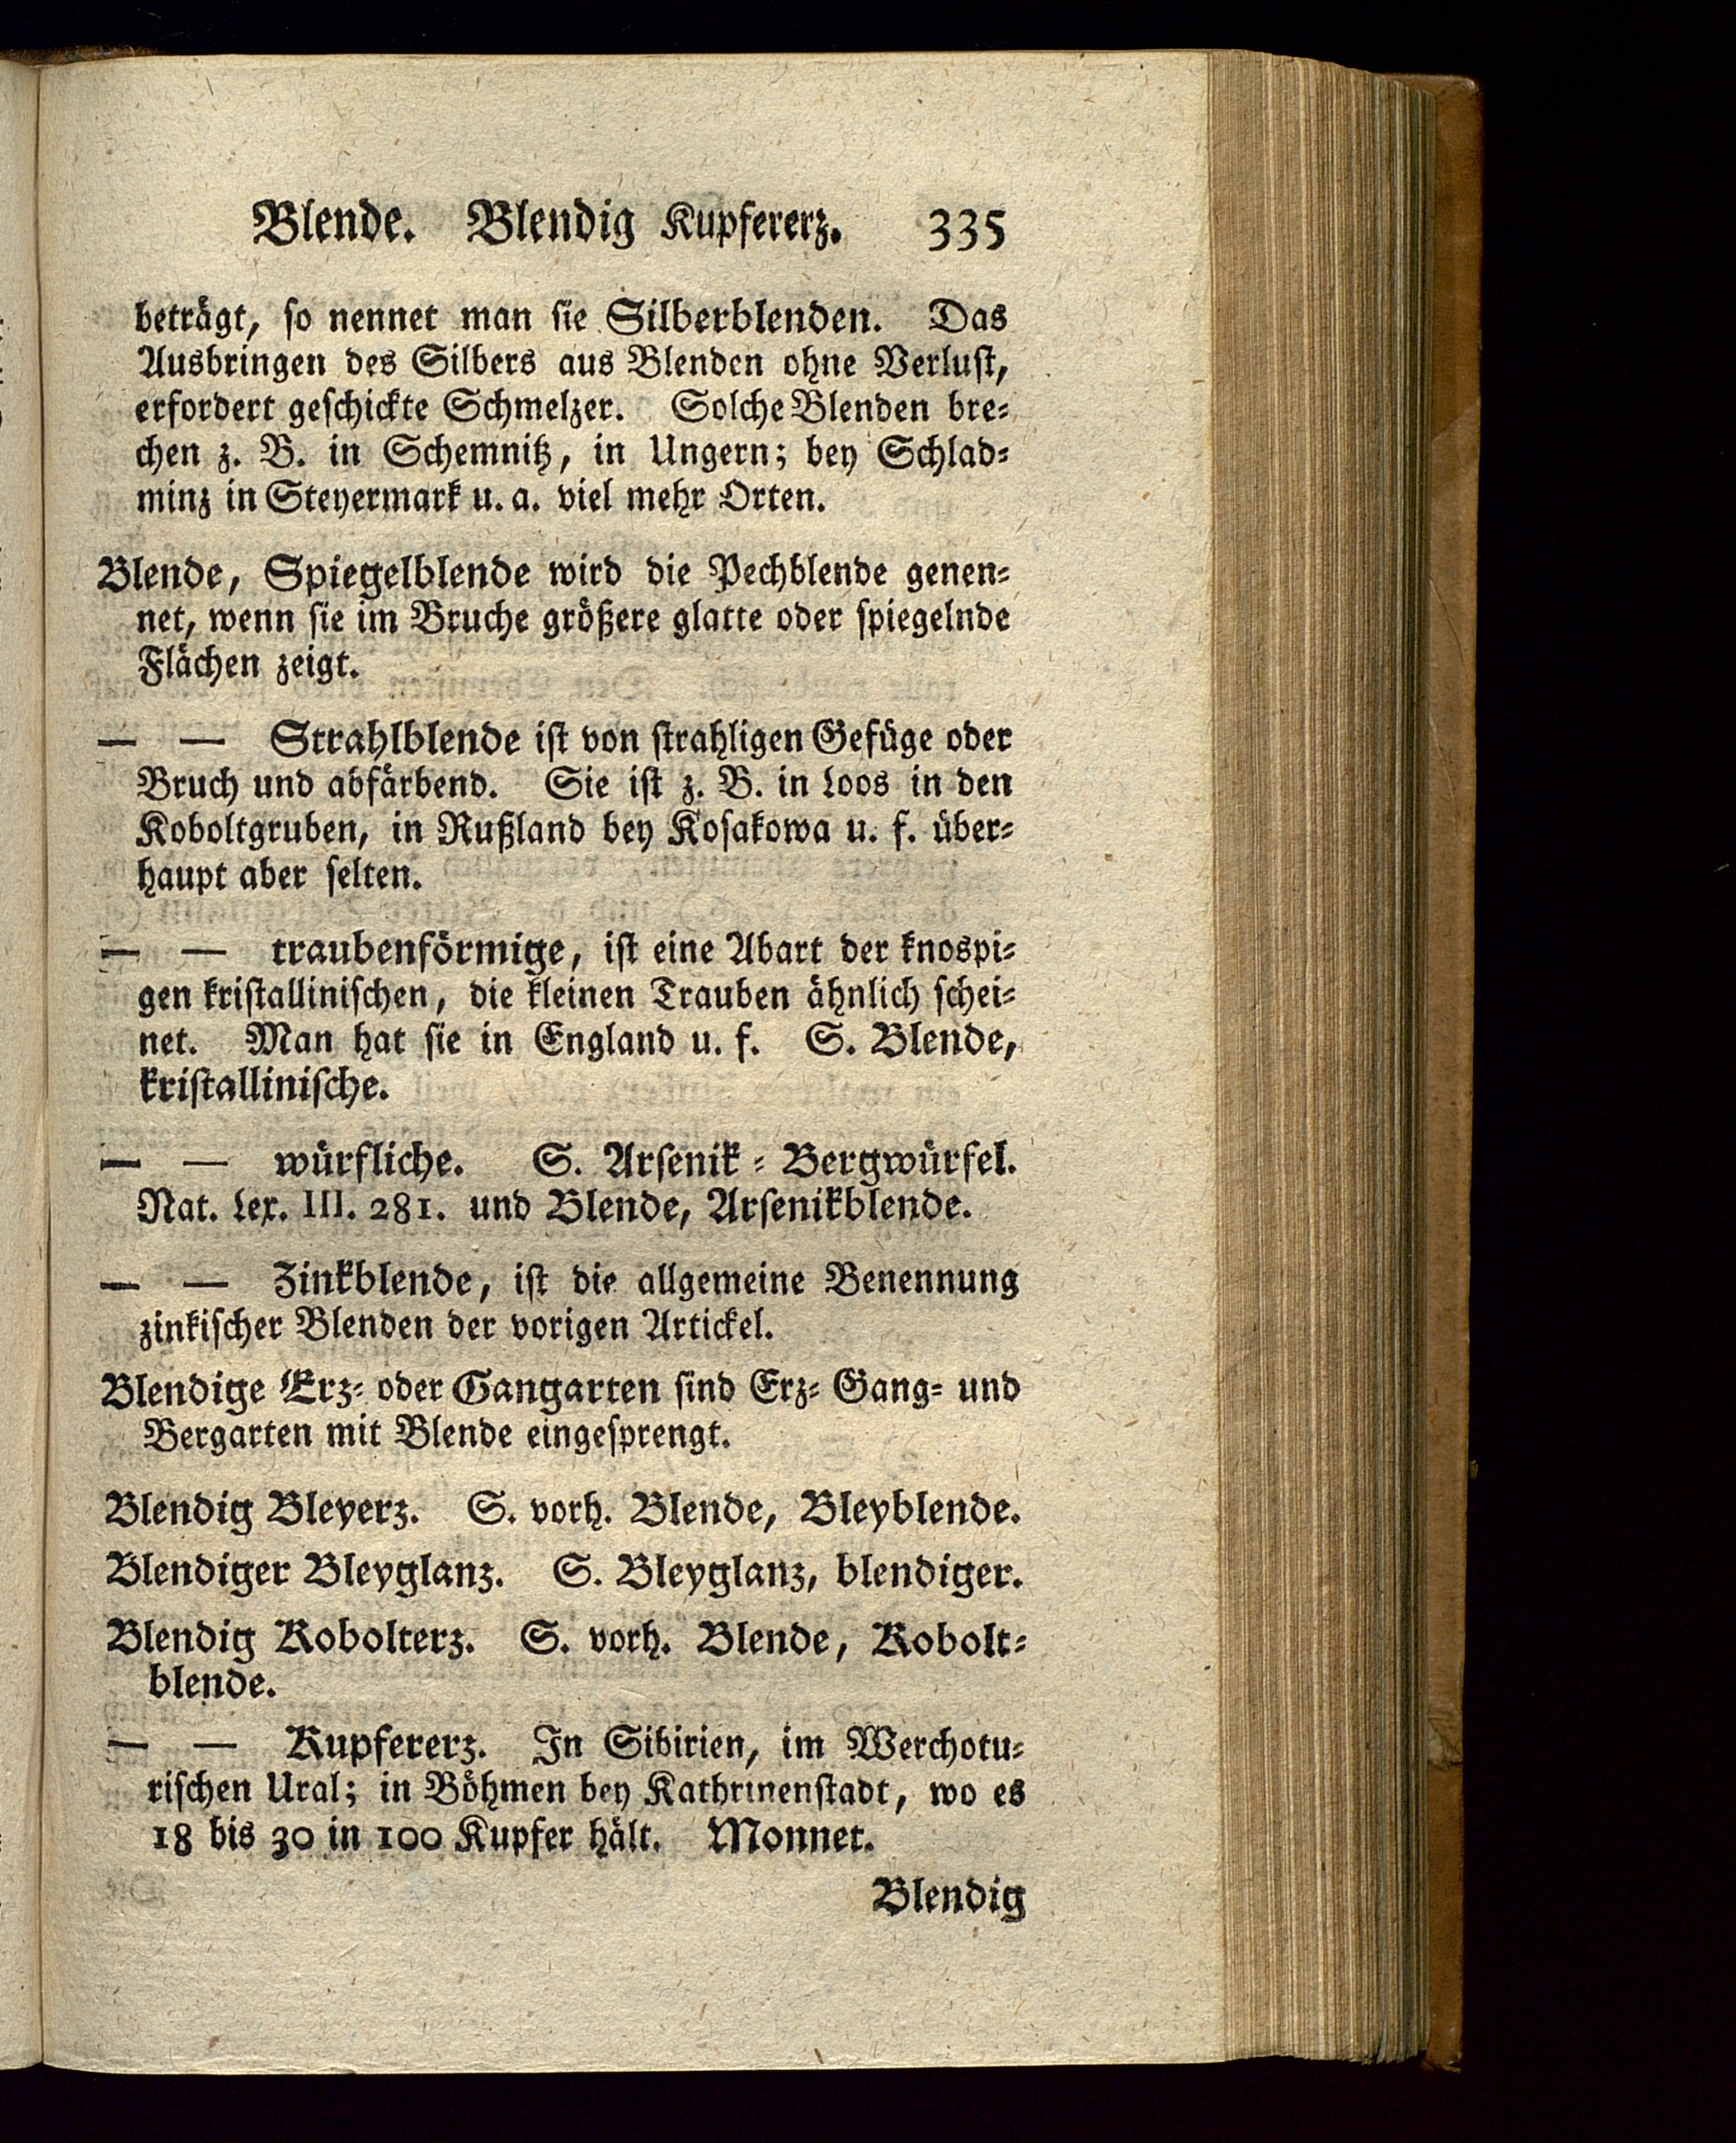 Blende. Blendig Kupfererz. 335
beträgt, so nennet man sie Silberblenden. Das
Ausbringen des Silbers aus Blenden ohne Verlust,
erfordert geschickte Schmelzer. Solche Blenden bre-
chen z. B. in Schemnitz, in Ungern; bey Schlad-
minz in Steyermark u. a. viel mehr Orten.
Blende, Spiegelblende wird die Pechblende genen-
net, wenn sie im Bruche größere glatte oder spiegelnde
Flächen zeigt.
— — Strahlblende ist von strahligen Gefüge oder
Bruch und abfärbend. Sie ist z. B. in Loos in den
Koboltgruben, in Rußland bey Kosakowa u. f. über-
haupt aber selten.
— — traubenförmige, ist eine Abart der knospi-
gen kristallinischen, die kleinen Trauben ähnlich schei-
net. Man hat sie in England u. f. S. Blende,
kristallinische.
— — würfliche. S. Arsenik-Bergwürfel.
Nat. Lex. III. 281. und Blende, Arsenikblende.
— — Zinkblende, ist die allgemeine Benennung
zinkischer Blenden der vorigen Artickel.
Blendige Erz- oder Gangarten sind Erz- Gang- und
Bergarten mit Blende eingesprengt.
Blendig Bleyerz. S. vorh. Blende, Bleyblende.
Blendiger Bleyglanz. S. Bleyglanz, blendiger.
Blendig Kobolterz. S. vorh. Blende, Kobolt-
blende.
— — Kupfererz. In Sibirien, im Werchotu-
rischen Ural; in Böhmen bey Kathrinenstadt, wo es
18 bis 30 in 100 Kupfer hält. Monnet.
Blendig